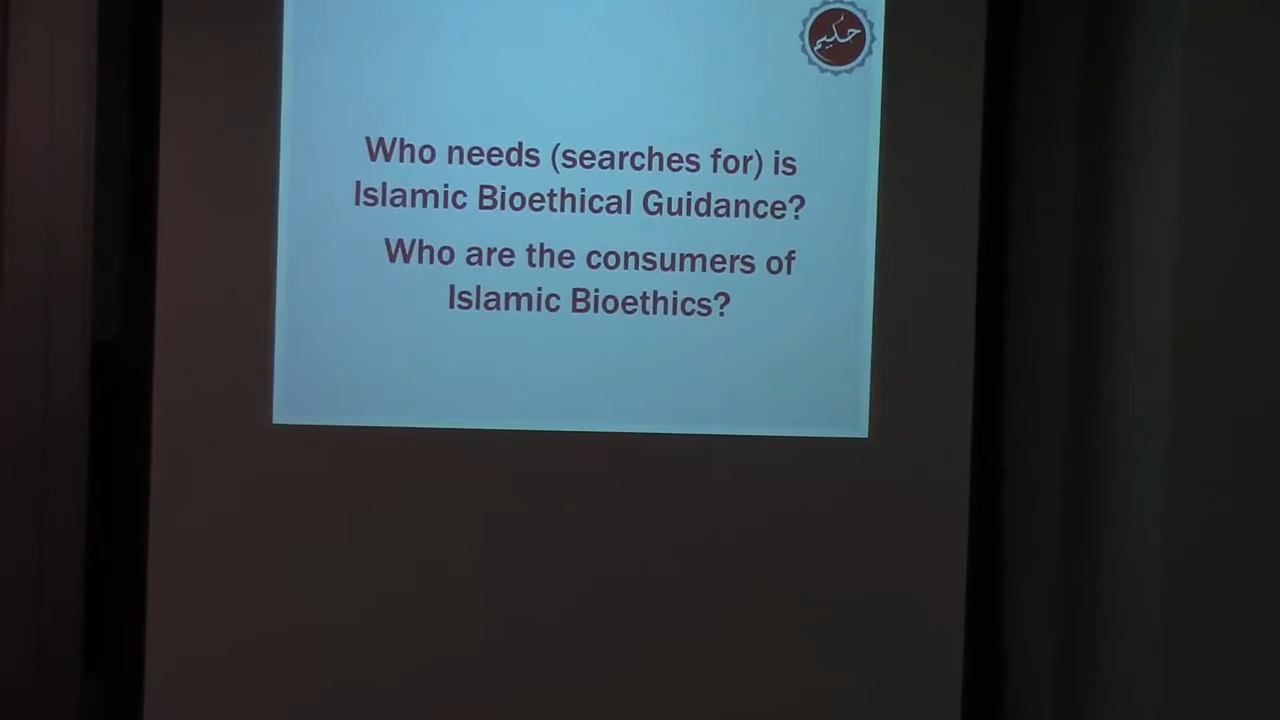 حكيم
Who needs (searches for) is
Islamic Bioethical Guidance?
Who are the consumers of
Islamic Bioethics?